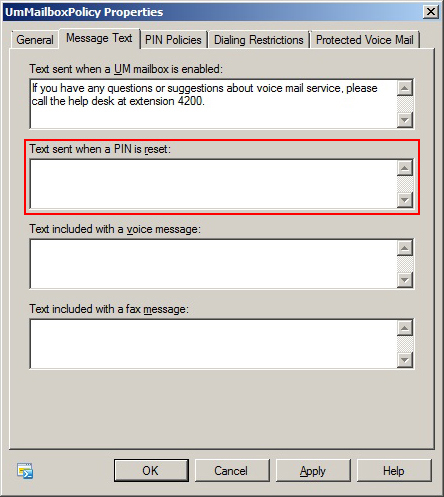 UmMailboxPolicy Properties
General Message Text PIN Policies Dialing Restrictions Protected Voice Mail
Text sent when a UM mailbox is enabled:
If you have any questions or suggestions about voice mail service, please
call the help desk at extension 4200.
Text sent when a PIN is reset:
Text included with a voice message:
Text included with a fax message:
OK Cancel Apply Help